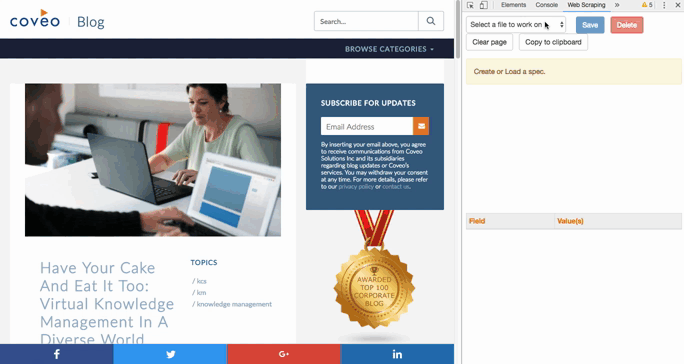 coveo Blog
Search...
BROWSE CATEGORIES
SUBSCRIBE FOR UPDATES
Email Address
By inserting your email above, you agree
to receive communications from Coveo
Solutions Inc and its subsidiaries
regarding blog updates or Coveo's
services. You may withdraw your consent
at any time. For more details, please refer
to our privacy policy or contact us.
AWARDED
TOP 100
CORPORATE
BLOG
Have Your Cake
And Eat It Too:
Virtual Knowledge
Management In A
Diverse World
TOPICS
/ kcs
/ km
/ knowledge management
f
G+
in
Elements Console Web Scraping » 5
Select a file to work on
Save
Delete
Clear page
Copy to clipboard
Create or Load a spec.
Field Value(s)